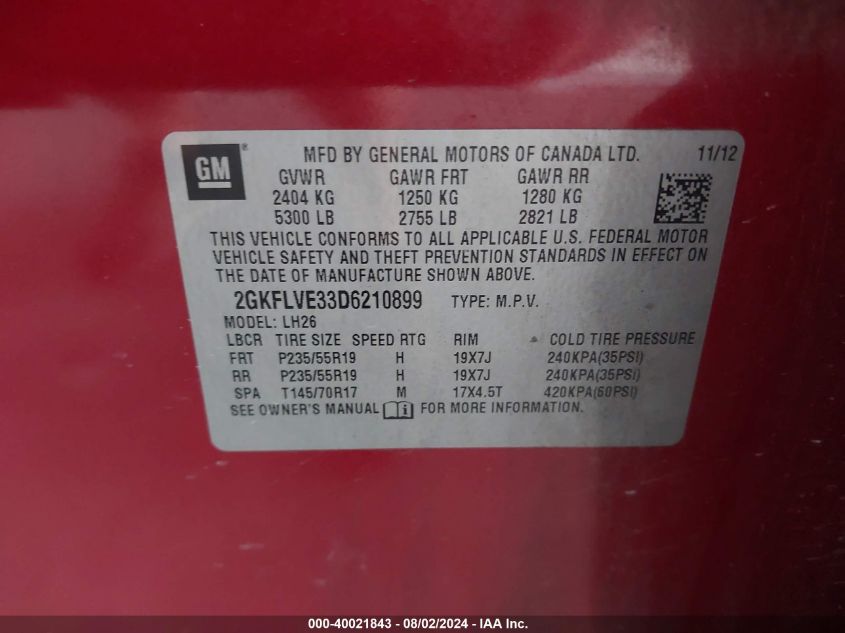 GM MFD BY GENERAL MOTORS OF CANADA LTD. 11/12
GVWR GAWR FRT GAWR RR
2404 KG 1250 KG 1280 KG
5300 LB 2755 LB 2821 LB
THIS VEHICLE CONFORMS TO ALL APPLICABLE U.S. FEDERAL MOTOR
VEHICLE SAFETY AND THEFT PREVENTION STANDARDS IN EFFECT ON
THE DATE OF MANUFACTURE SHOWN ABOVE.
2GKFLVE33D6210899 TYPE: M.P.V.
MODEL: LH26
LBCR TIRE SIZE SPEED RTG RIM COLD TIRE PRESSURE
FRT P235/55R19 H 19X7J 240KPA(35PSI)
RR P235/55R19 H 19X7J 240KPA(35PSI)
SPA T145/70R17 M 17X4.5T 420KPA(60PSI)
SEE OWNER'S MANUAL FOR MORE INFORMATION.
000-40021843 - 08/02/2024 - IAA Inc.